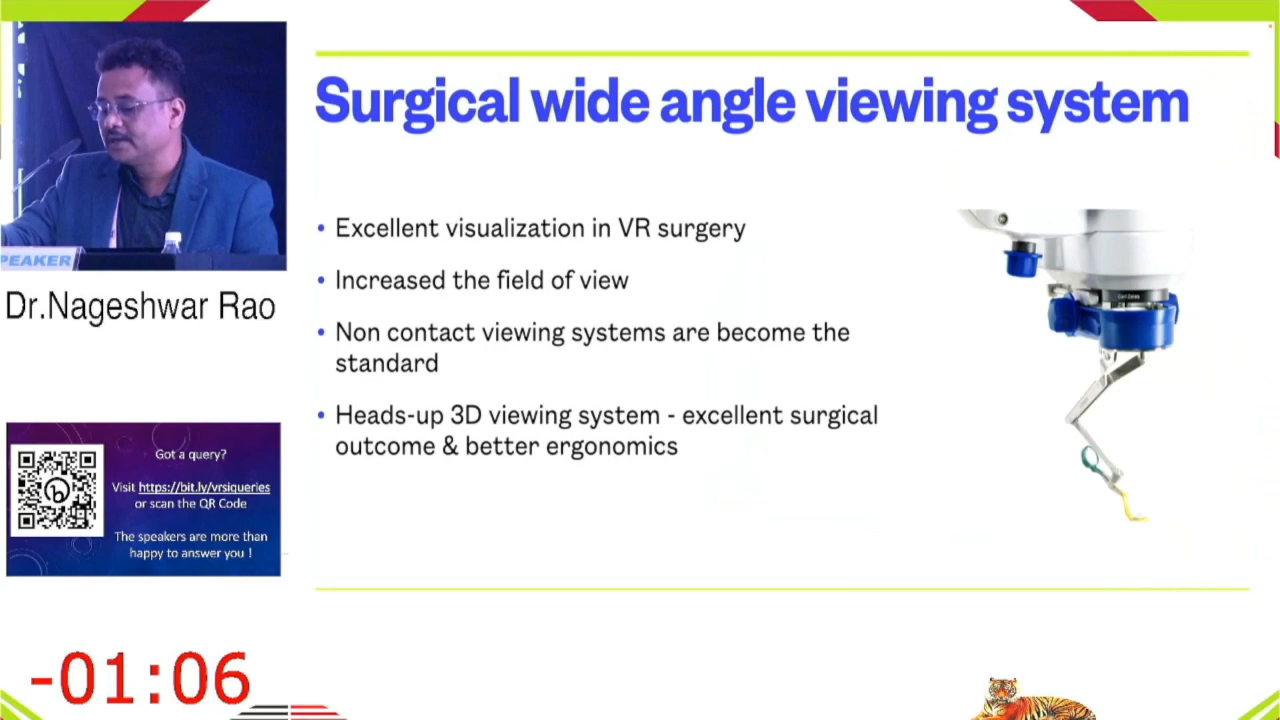 Surgical wide angle viewing system
• Excellent visualization in VR surgery
• Increased the field of view
• Non contact viewing systems are become the
standard
• Heads-up 3D viewing system - excellent surgical
outcome & better ergonomics
Carl Zeiss
PEAKER
Dr.Nageshwar Rao
Got a query?
Visit https://bit.ly/vrsiqueries
or scan the QR Code
The speakers are more than
happy to answer you !
-01:06